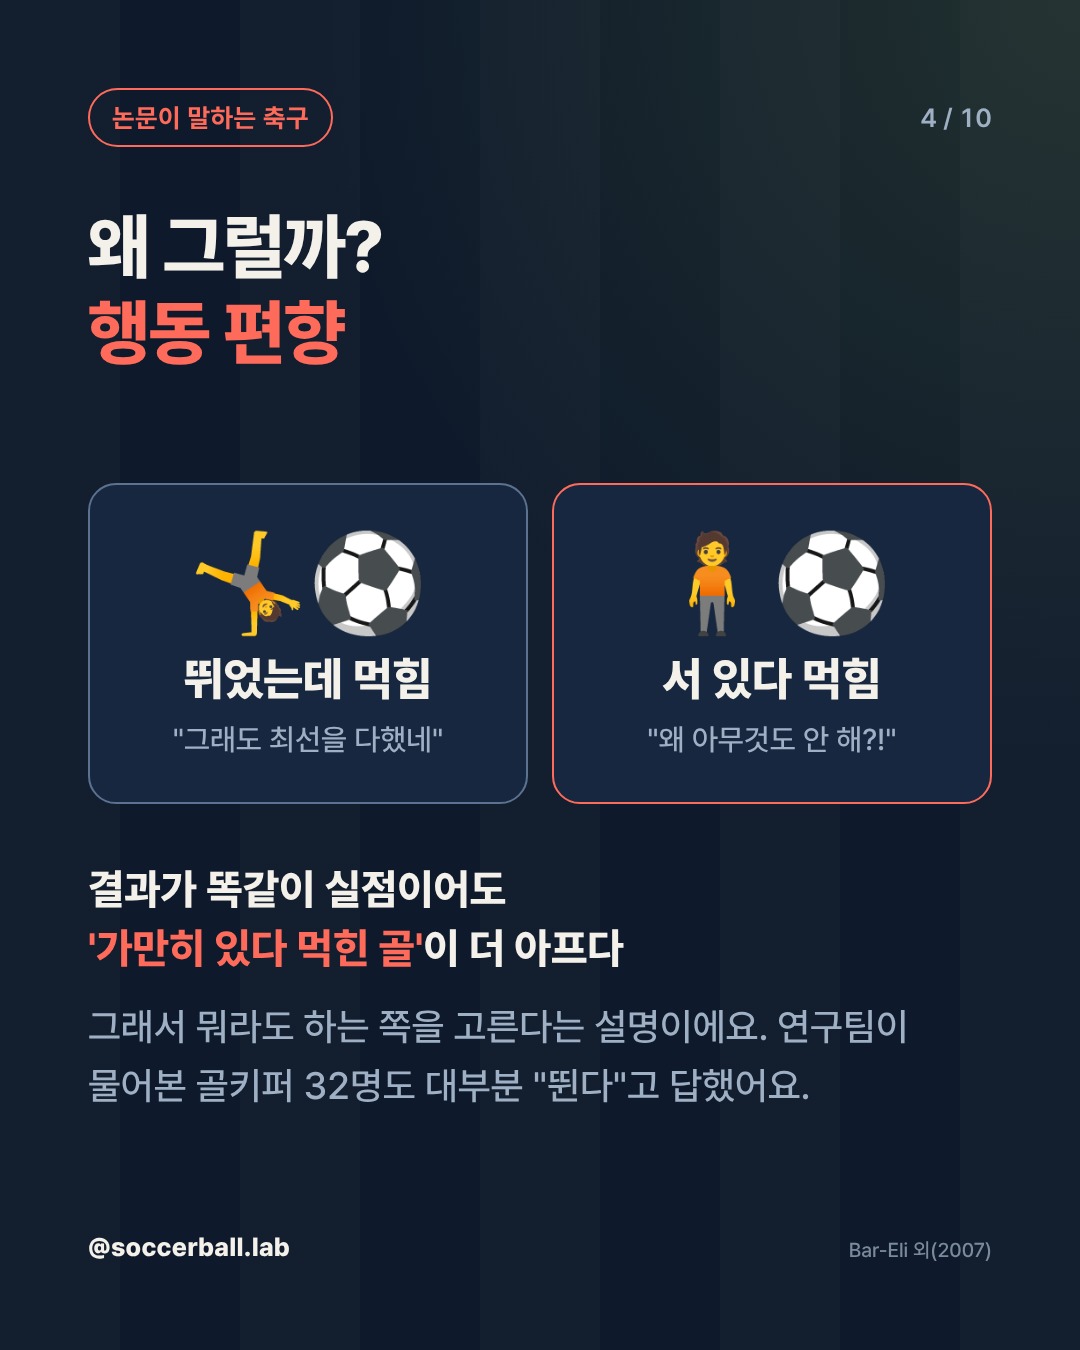 논문이 말하는 축구
4 / 10
왜 그럴까?
행동 편향
뛰었는데 먹힘
"그래도 최선을 다했네"
서 있다 먹힘
"왜 아무것도 안 해?!"
결과가 똑같이 실점이어도
'가만히 있다 먹힌 골'이 더 아프다
그래서 뭐라도 하는 쪽을 고른다는 설명이에요. 연구팀이
물어본 골키퍼 32명도 대부분 "뛴다"고 답했어요.
@soccerball.lab
Bar-Eli 외(2007)